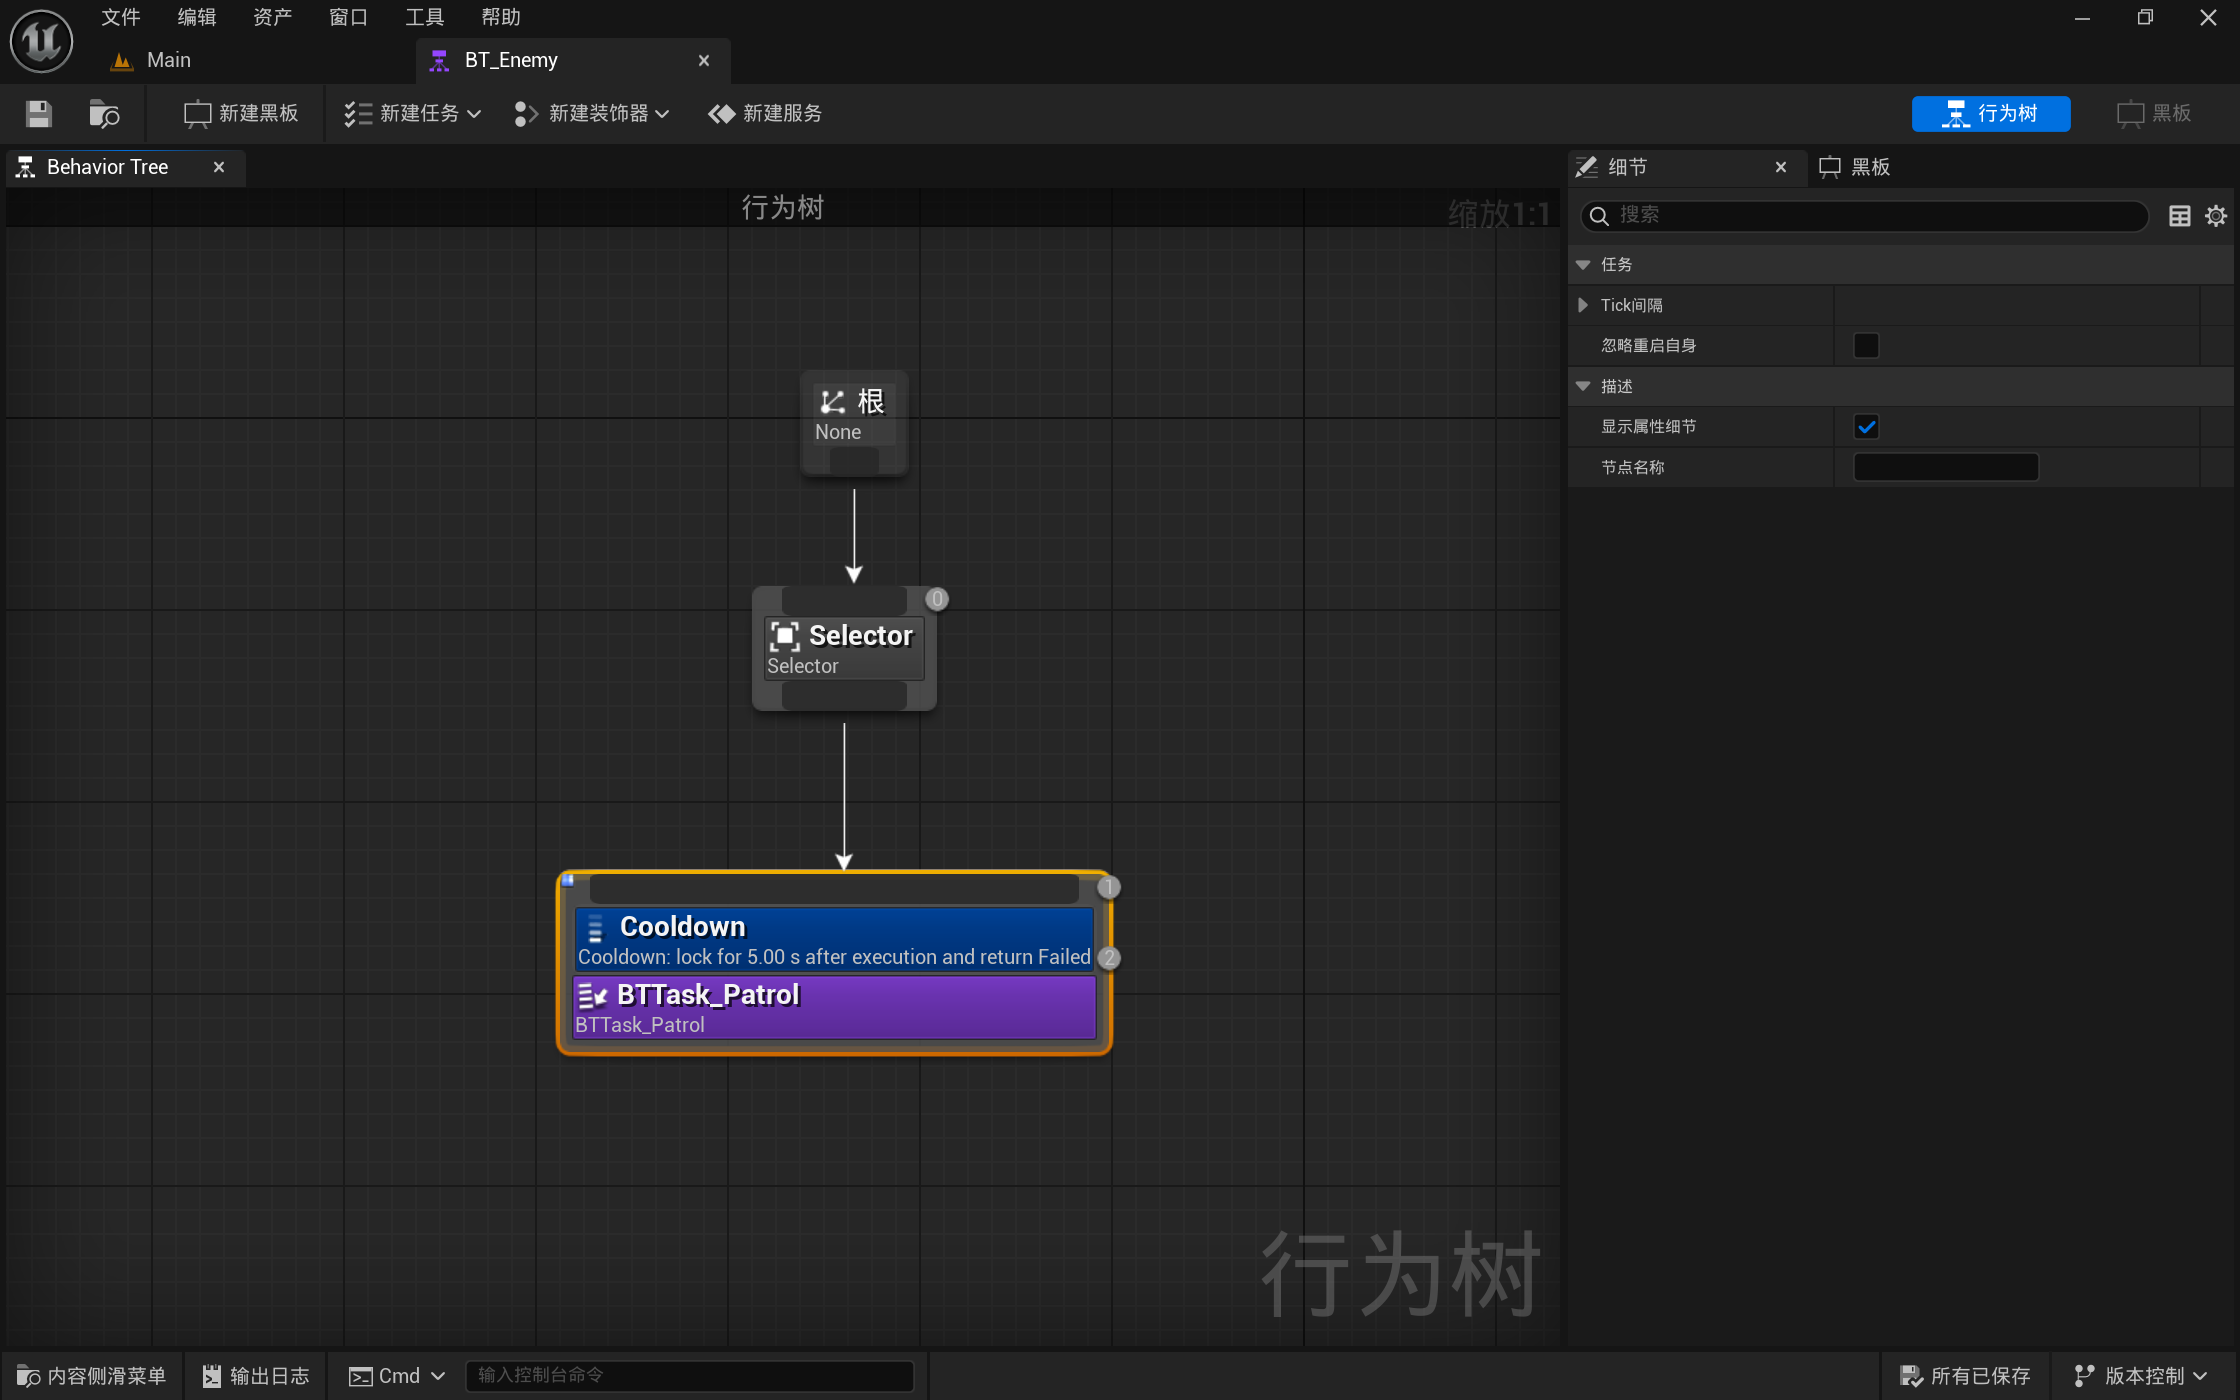 文件 编辑 资产 窗口 工具 帮助
Main
BT_Enemy
新建黑板 新建任务 新建装饰器 新建服务
行为树 黑板
Behavior Tree
行为树
缩放1:1
根
None
0
Selector
Selector
1
Cooldown
Cooldown: lock for 5.00 s after execution and return Failed
2
BTTask_Patrol
BTTask_Patrol
行为树
细节 黑板
搜索
任务
Tick间隔
忽略重启自身
描述
显示属性细节
节点名称
内容侧滑菜单 输出日志 Cmd 输入控制台命令
所有已保存 版本控制